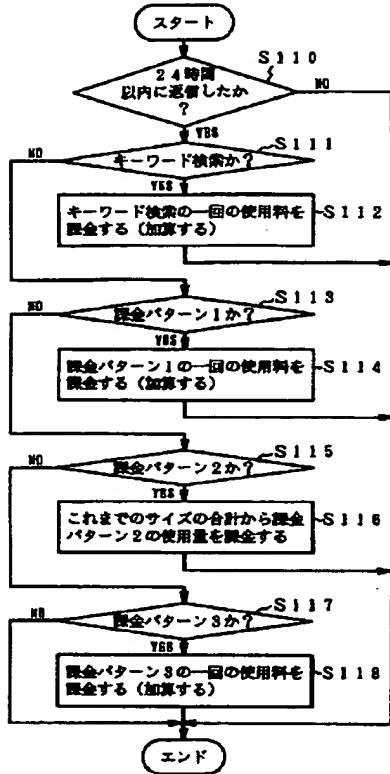 スタート
S110
24時間
以内に返信したか
?
NO
YES
S111
NO
キーワード検索か?
YES
キーワード検索の一回の使用料を
課金する(加算する)
S112
S113
NO
課金パターン1か?
YES
課金パターン1の一回の使用料を
課金する(加算する)
S114
S115
NO
課金パターン2か?
YES
これまでのサイズの合計から課金
パターン2の使用量を課金する
S116
S117
NO
課金パターン3か?
YES
課金パターン3の一回の使用料を
課金する(加算する)
S118
エンド